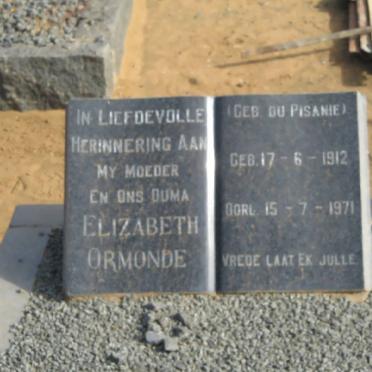 IN LIEFDEVOLLE
HERINNERING AAN
MY MOEDER
EN ONS OUMA
ELIZABETH
ORMONDE
(GEB. DU PISANIE)
GEB. 17-6-1912
OORL. 15-7-1971
VREDE LAAT EK JULLE.